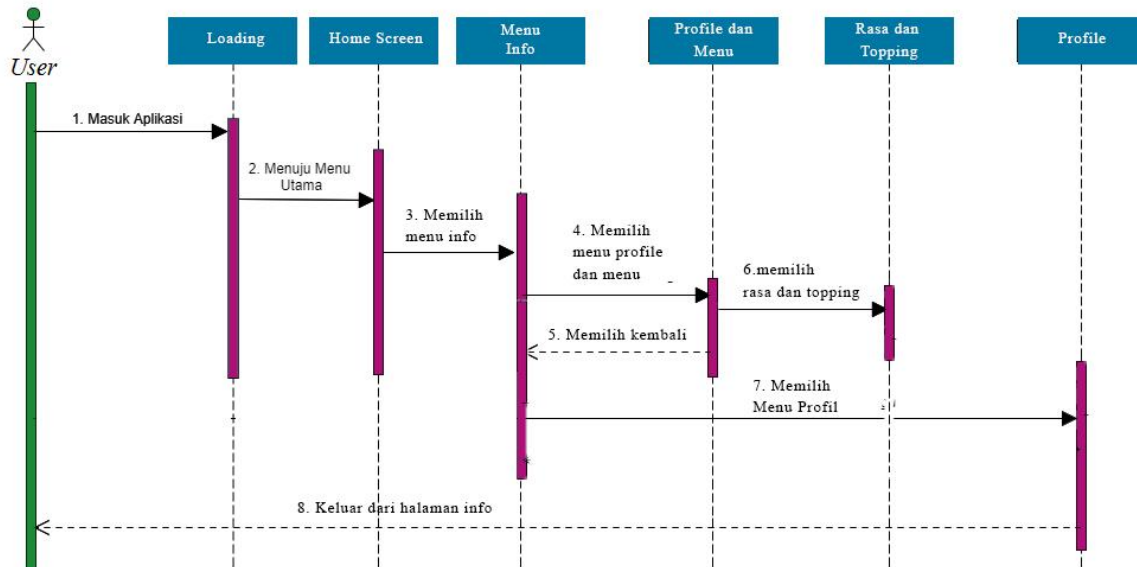 User
Loading
Home Screen
Menu
Info
Profile dan
Menu
Rasa dan
Topping
Profile
1. Masuk Aplikasi
2. Menuju Menu
Utama
3. Memilih
menu info
4. Memilih
menu profile
dan menu
6.memilih
rasa dan topping
5. Memilih kembali
7. Memilih
Menu Profil
8. Keluar dari halaman info